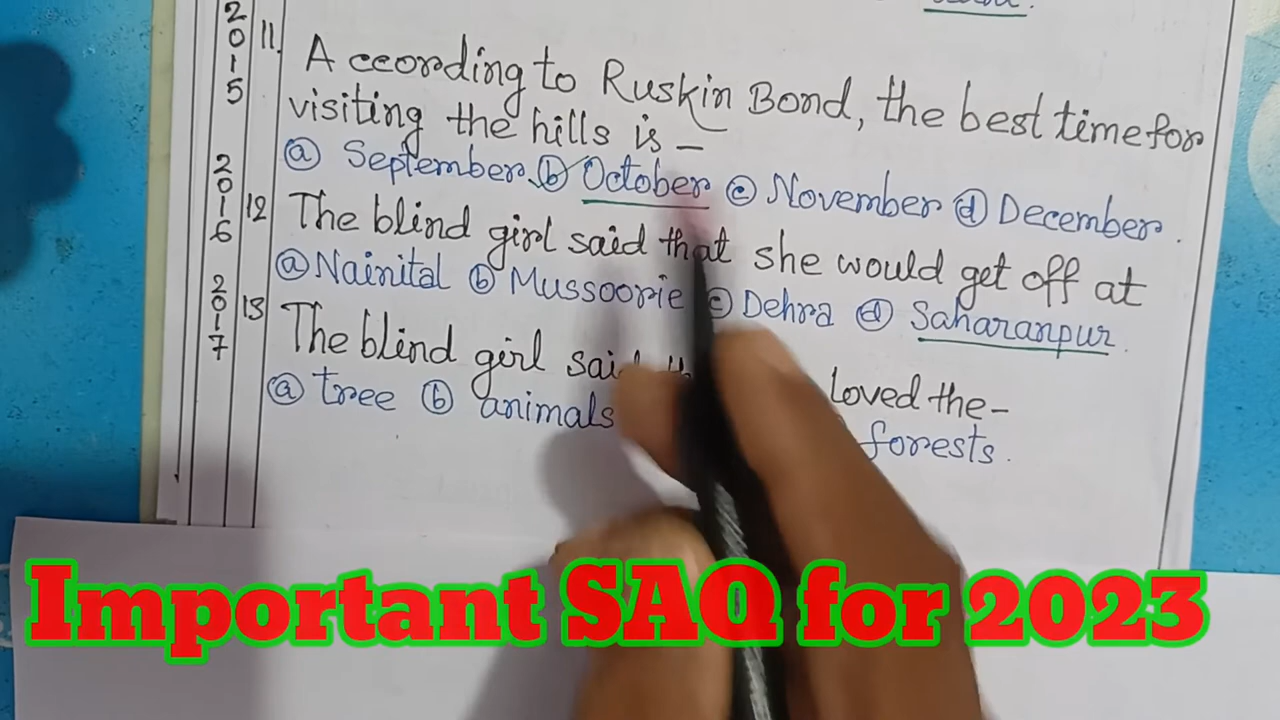 2015 11. According to Ruskin Bond, the best time for
visiting the hills is -
ⓐ September ⓑ October ⓒ November ⓓ December.
2016 12 The blind girl said that she would get off at
ⓐ Nainital ⓑ Mussoorie ⓒ Dehra ⓓ Saharanpur.
2017 13 The blind girl said loved the-
ⓐ tree ⓑ animals forests.
Important SAQ for 2023